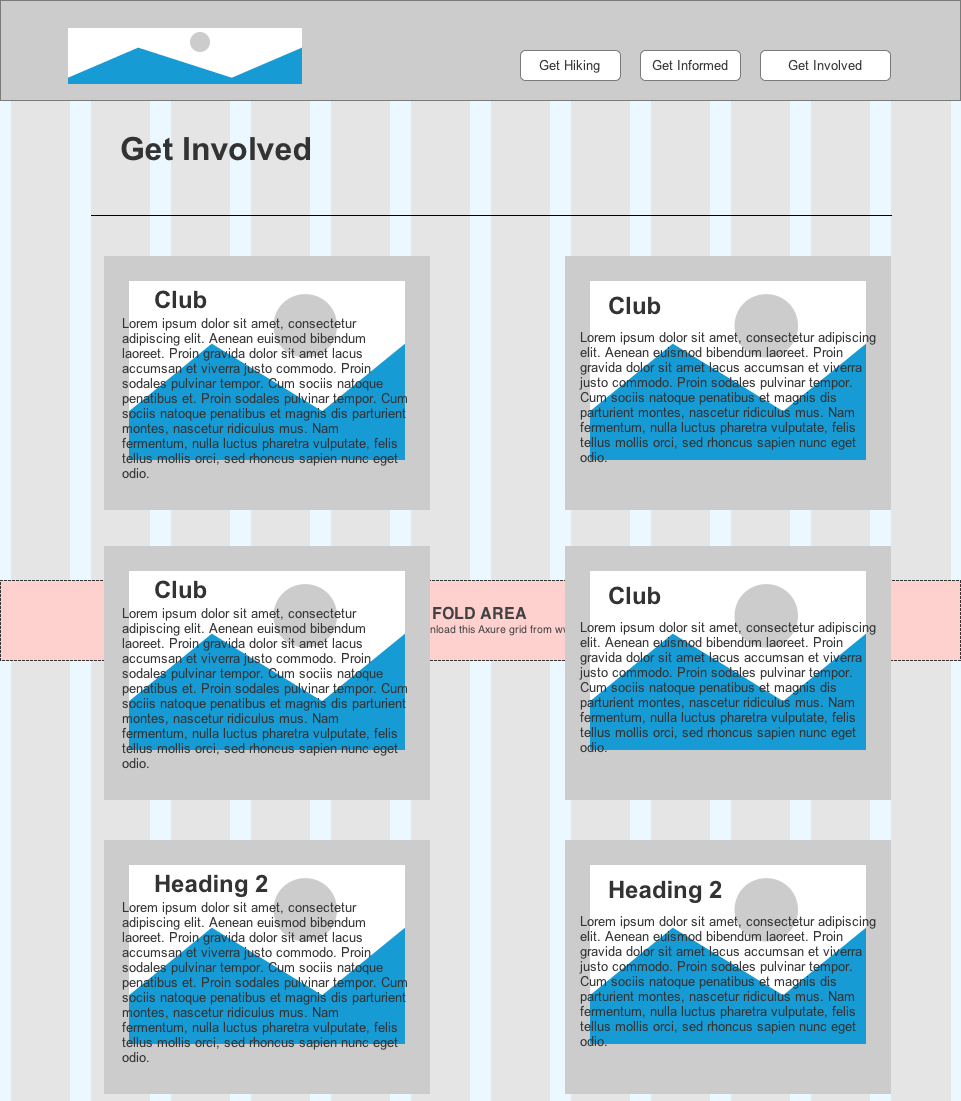 Get Hiking
Get Informed
Get Involved
Get Involved
Club
Lorem ipsum dolor sit amet, consectetur
adipiscing elit. Aenean euismod bibendum
laoreet. Proin gravida dolor sit amet lacus
accumsan et viverra justo commodo. Proin
sodales pulvinar tempor. Cum sociis natoque
penatibus et. Proin sodales pulvinar tempor. Cum
sociis natoque penatibus et magnis dis parturient
montes, nascetur ridiculus mus. Nam
fermentum, nulla luctus pharetra vulputate, felis
tellus mollis orci, sed rhoncus sapien nunc eget
odio.
Club
Lorem ipsum dolor sit amet, consectetur adipiscing
elit. Aenean euismod bibendum laoreet. Proin
gravida dolor sit amet lacus accumsan et viverra
justo commodo. Proin sodales pulvinar tempor.
Cum sociis natoque penatibus et magnis dis
parturient montes, nascetur ridiculus mus. Nam
fermentum, nulla luctus pharetra vulputate, felis
tellus mollis orci, sed rhoncus sapien nunc eget
odio.
Club
Lorem ipsum dolor sit amet, consectetur
adipiscing elit. Aenean euismod bibendum
laoreet. Proin gravida dolor sit amet lacus
accumsan et viverra justo commodo. Proin
sodales pulvinar tempor. Cum sociis natoque
penatibus et. Proin sodales pulvinar tempor. Cum
sociis natoque penatibus et magnis dis parturient
montes, nascetur ridiculus mus. Nam
fermentum, nulla luctus pharetra vulputate, felis
tellus mollis orci, sed rhoncus sapien nunc eget
odio.
FOLD AREA
nload this Axure grid from
Club
Lorem ipsum dolor sit amet, consectetur adipiscing
elit. Aenean euismod bibendum laoreet. Proin
gravida dolor sit amet lacus accumsan et viverra
justo commodo. Proin sodales pulvinar tempor.
Cum sociis natoque penatibus et magnis dis
parturient montes, nascetur ridiculus mus. Nam
fermentum, nulla luctus pharetra vulputate, felis
tellus mollis orci, sed rhoncus sapien nunc eget
odio.
Heading 2
Lorem ipsum dolor sit amet, consectetur
adipiscing elit. Aenean euismod bibendum
laoreet. Proin gravida dolor sit amet lacus
accumsan et viverra justo commodo. Proin
sodales pulvinar tempor. Cum sociis natoque
penatibus et. Proin sodales pulvinar tempor. Cum
sociis natoque penatibus et magnis dis parturient
montes, nascetur ridiculus mus. Nam
fermentum, nulla luctus pharetra vulputate, felis
tellus mollis orci, sed rhoncus sapien nunc eget
odio.
Heading 2
Lorem ipsum dolor sit amet, consectetur adipiscing
elit. Aenean euismod bibendum laoreet. Proin
gravida dolor sit amet lacus accumsan et viverra
justo commodo. Proin sodales pulvinar tempor.
Cum sociis natoque penatibus et magnis dis
parturient montes, nascetur ridiculus mus. Nam
fermentum, nulla luctus pharetra vulputate, felis
tellus mollis orci, sed rhoncus sapien nunc eget
odio.